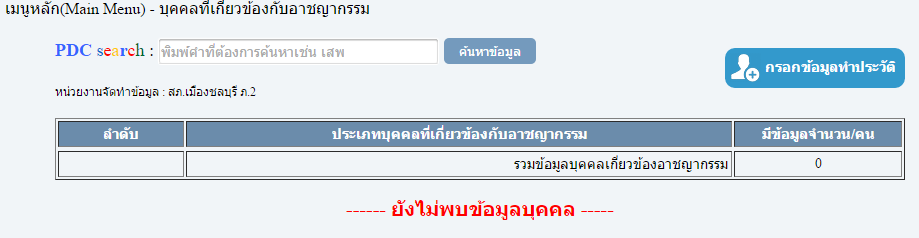 เมนูหลัก(Main Menu) - บุคคลที่เกี่ยวข้องกับอาชญากรรม
PDC search : พิมพ์คำที่ต้องการค้นหาเช่น เสพ ค้นหาข้อมูล
กรอกข้อมูลทำประวัติ
หน่วยงานจัดทำข้อมูล : สภ.เมืองชลบุรี ภ.2
ลำดับ ประเภทบุคคลที่เกี่ยวข้องกับอาชญากรรม มีข้อมูลจำนวน/คน
รวมข้อมูลบุคคลเกี่ยวข้องอาชญากรรม 0
------ ยังไม่พบข้อมูลบุคคล -----